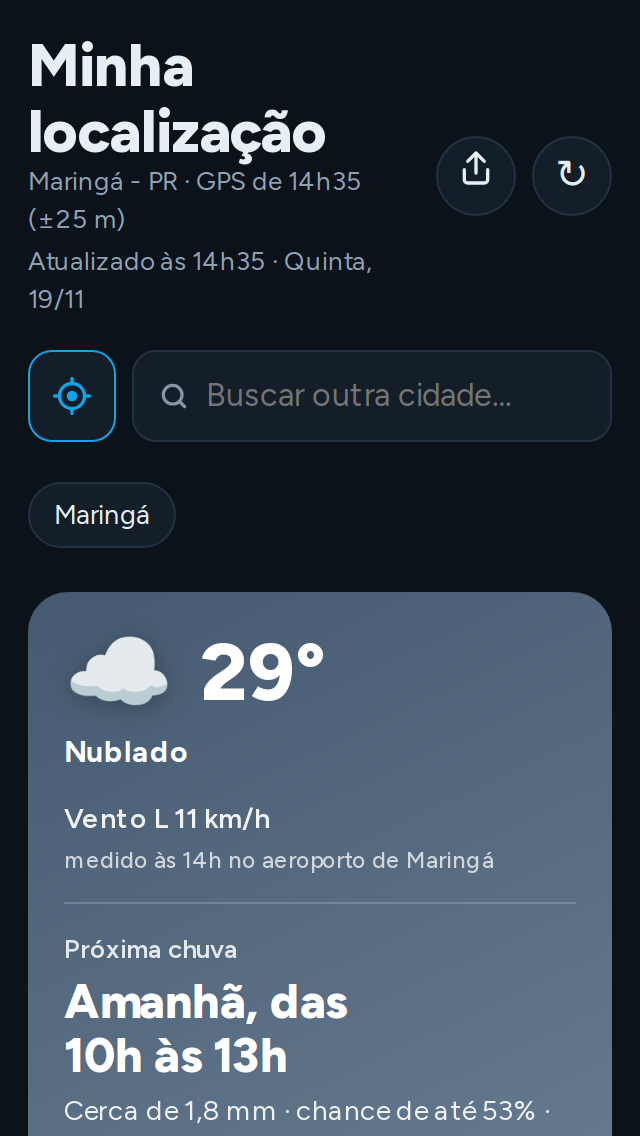 Minha
localização
Maringá - PR · GPS de 14h35
(±25 m)
Atualizado às 14h35 · Quinta,
19/11
Buscar outra cidade...
Maringá
29°
Nublado
Vento L 11 km/h
medido às 14h no aeroporto de Maringá
Próxima chuva
Amanhã, das
10h às 13h
Cerca de 1,8 mm · chance de até 53% ·